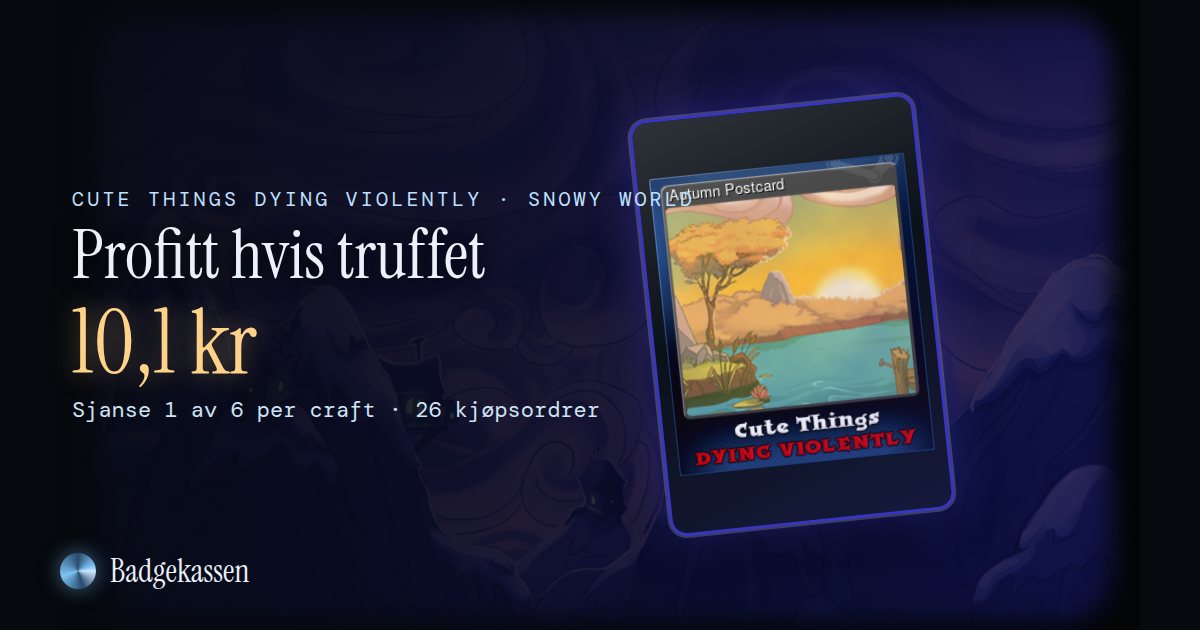 CUTE THINGS DYING VIOLENTLY · SNOWY WORLD
Profitt hvis truffet
10,1 kr
Sjanse 1 av 6 per craft · 26 kjøpsordrer
Autumn Postcard
Cute Things
DYING VIOLENTLY
Badgekassen